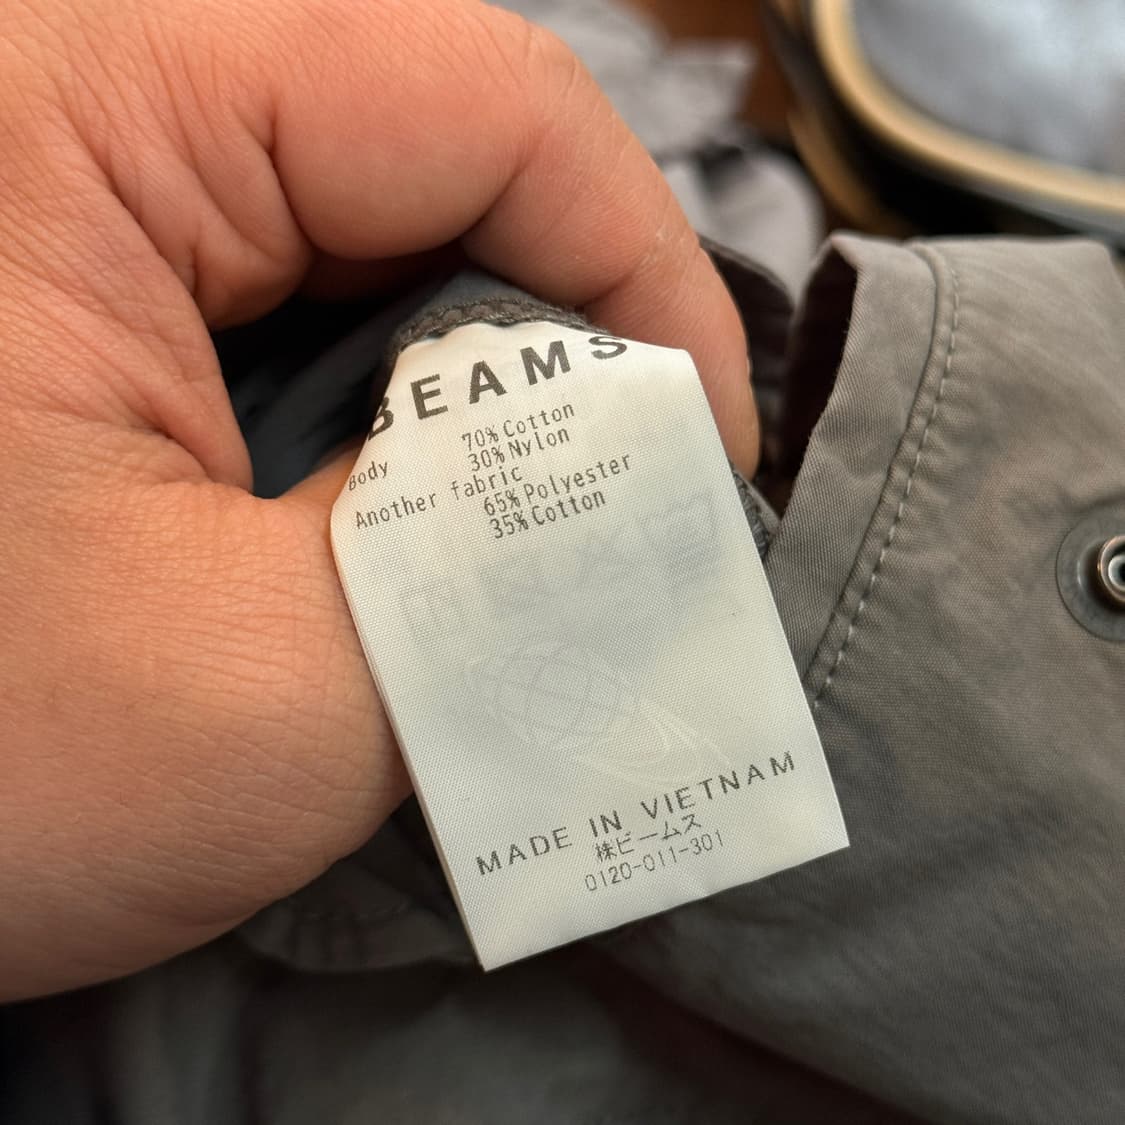 BEAMS
70% Cotton
Body 30% Nylon
Another fabric
65% Polyester
35% Cotton
MADE IN VIETNAM
㈱ビームス
0120-011-301